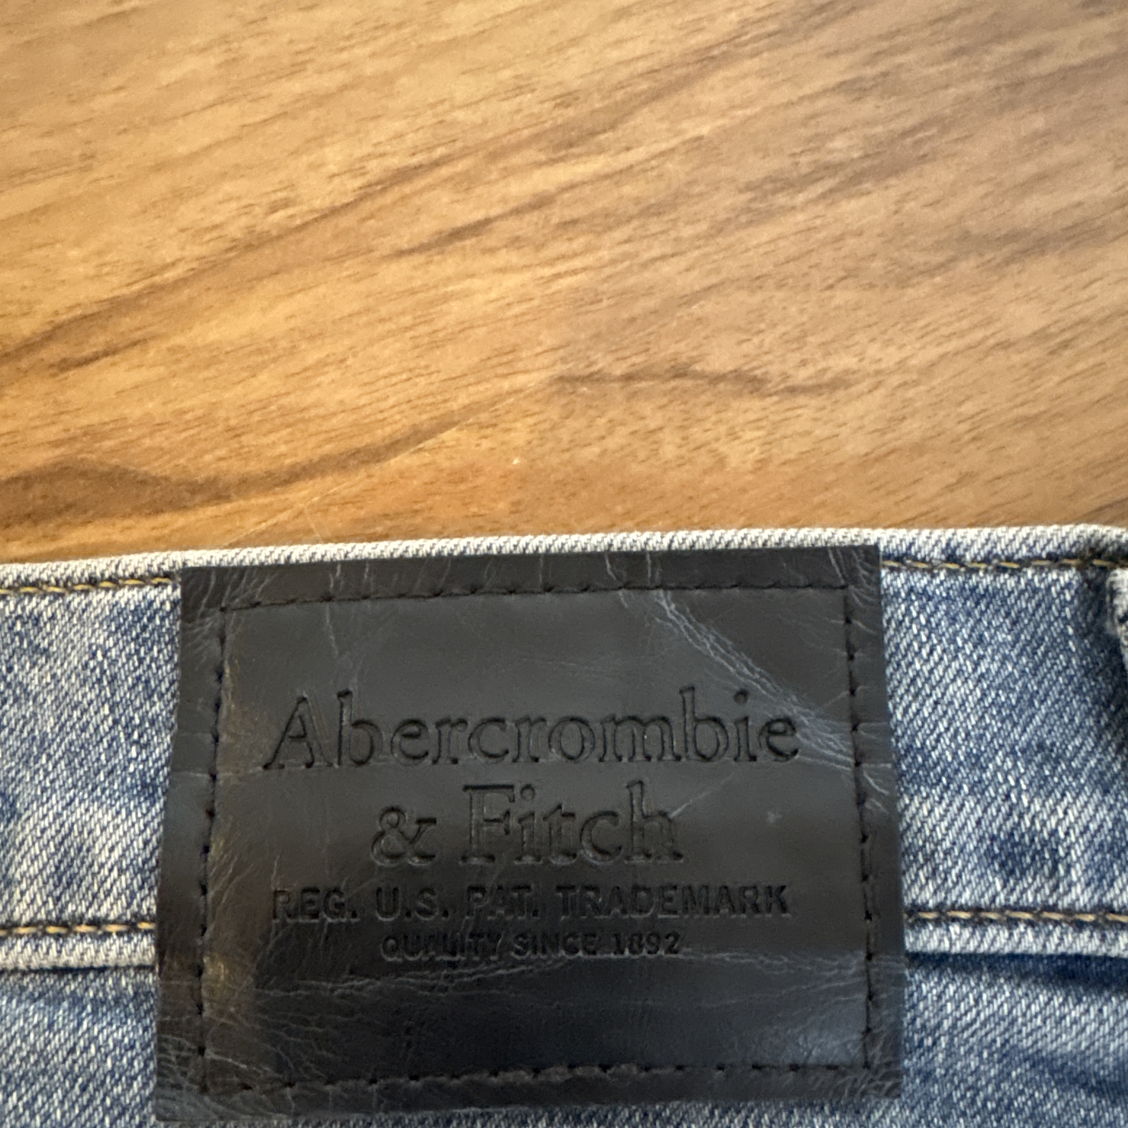 Abercrombie
& Fitch
REG. U.S. PAT. TRADEMARK
QUALITY SINCE 1892